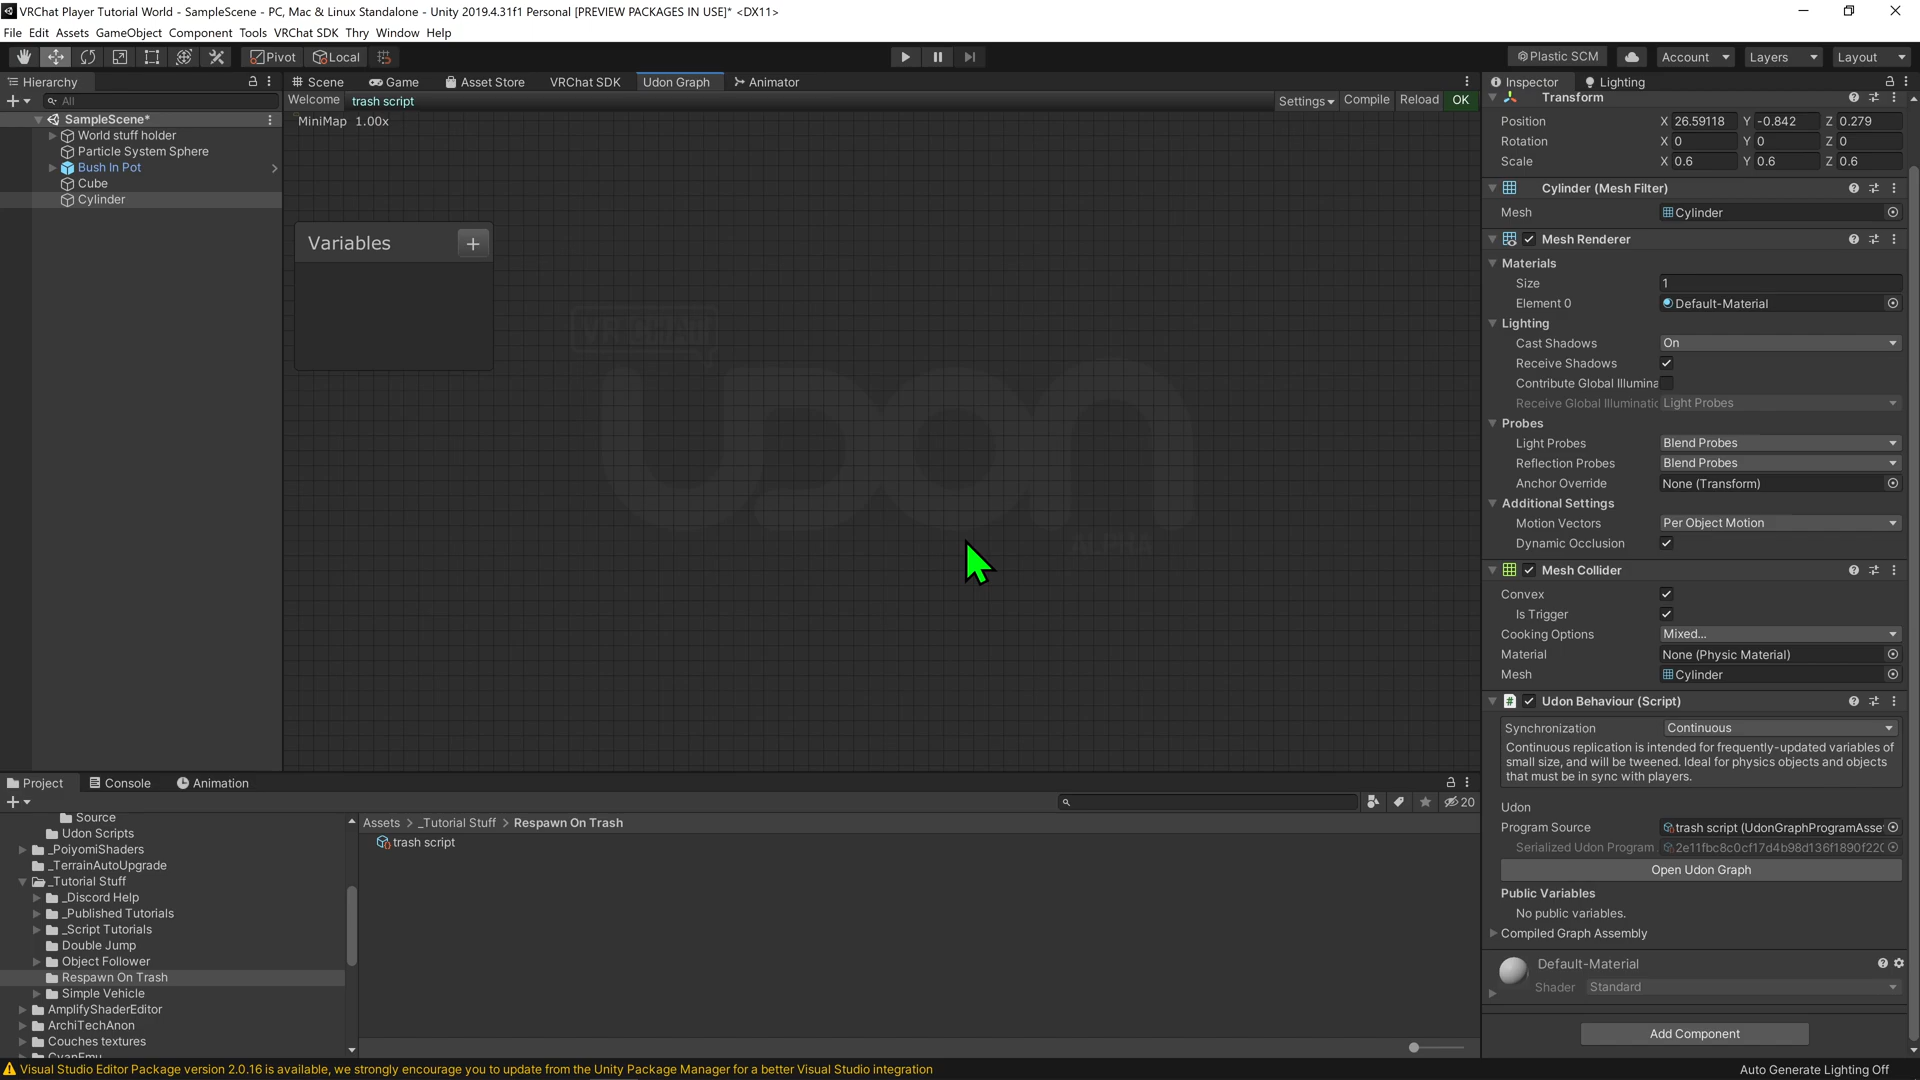 VRChat Player Tutorial World - SampleScene - PC, Mac & Linux Standalone - Unity 2019.4.31f1 Personal [PREVIEW PACKAGES IN USE]* <DX11>
File Edit Assets GameObject Component Tools VRChat SDK Thry Window Help
Pivot Local Plastic SCM Account Layers Layout
Hierarchy Scene Game Asset Store VRChat SDK Udon Graph Animator Inspector Lighting
All
Welcome trash script Settings Compile Reload OK
MiniMap 1.00x
SampleScene*
World stuff holder
Particle System Sphere
Bush In Pot
Cube
Cylinder
Variables +
VRCHAT
UDON
ALPHA
Transform
Position X 26.59118 Y -0.842 Z 0.279
Rotation X 0 Y 0 Z 0
Scale X 0.6 Y 0.6 Z 0.6
Cylinder (Mesh Filter)
Mesh Cylinder
Mesh Renderer
Materials
Size 1
Element 0 Default-Material
Lighting
Cast Shadows On
Receive Shadows
Contribute Global Illumina
Receive Global Illuminatic Light Probes
Probes
Light Probes Blend Probes
Reflection Probes Blend Probes
Anchor Override None (Transform)
Additional Settings
Motion Vectors Per Object Motion
Dynamic Occlusion
Mesh Collider
Convex
Is Trigger
Cooking Options Mixed...
Material None (Physic Material)
Mesh Cylinder
Udon Behaviour (Script)
Synchronization Continuous
Continuous replication is intended for frequently-updated variables of
small size, and will be tweened. Ideal for physics objects and objects
that must be in sync with players.
Udon
Program Source trash script (UdonGraphProgramAsse
Serialized Udon Program 2e11fbc8c0cf17d4b98d136f1890f220
Open Udon Graph
Public Variables
No public variables.
Compiled Graph Assembly
Default-Material
Shader Standard
Add Component
Project Console Animation
20
Source
Udon Scripts
_PoiyomiShaders
_TerrainAutoUpgrade
_Tutorial Stuff
_Discord Help
_Published Tutorials
_Script Tutorials
Double Jump
Object Follower
Respawn On Trash
Simple Vehicle
AmplifyShaderEditor
ArchiTechAnon
Couches textures
CyanEmu
Assets > _Tutorial Stuff > Respawn On Trash
trash script
Visual Studio Editor Package version 2.0.16 is available, we strongly encourage you to update from the Unity Package Manager for a better Visual Studio integration
Auto Generate Lighting Off